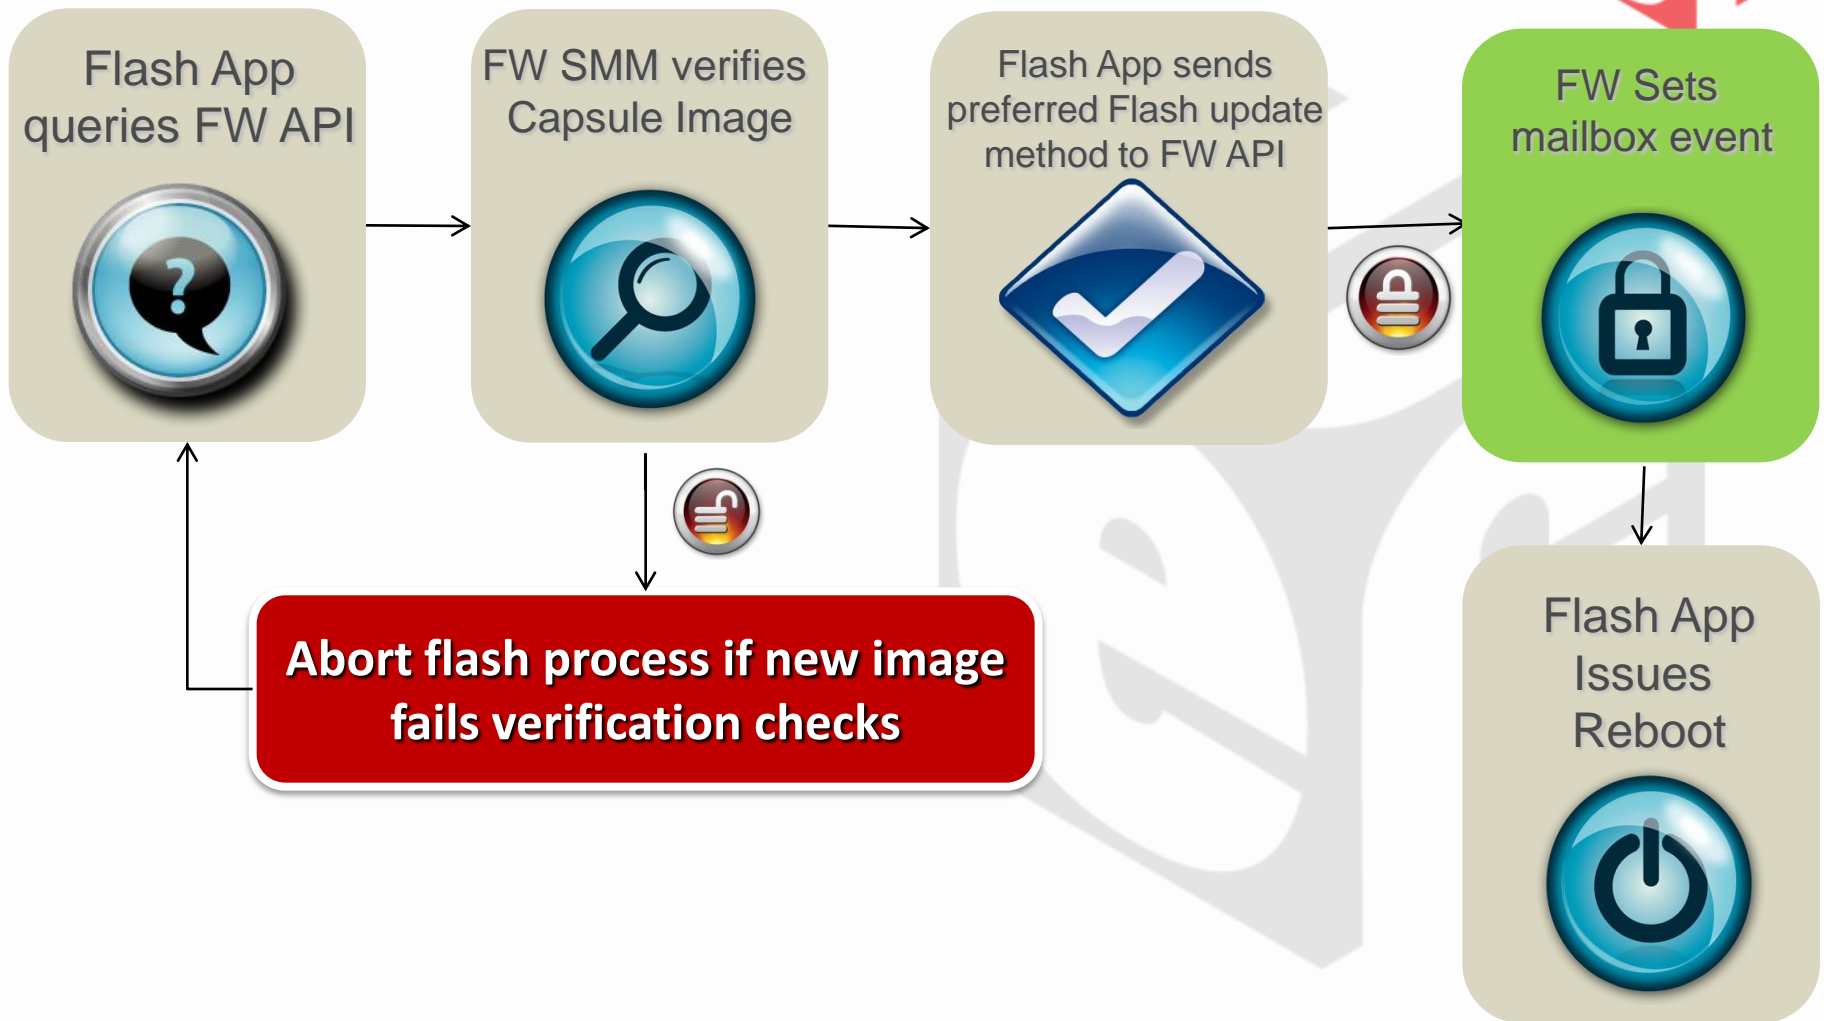 Flash App
queries FW API
FW SMM verifies
Capsule Image
Flash App sends
preferred Flash update
method to FW API
FW Sets
mailbox event
Abort flash process if new image
fails verification checks
Flash App
Issues
Reboot